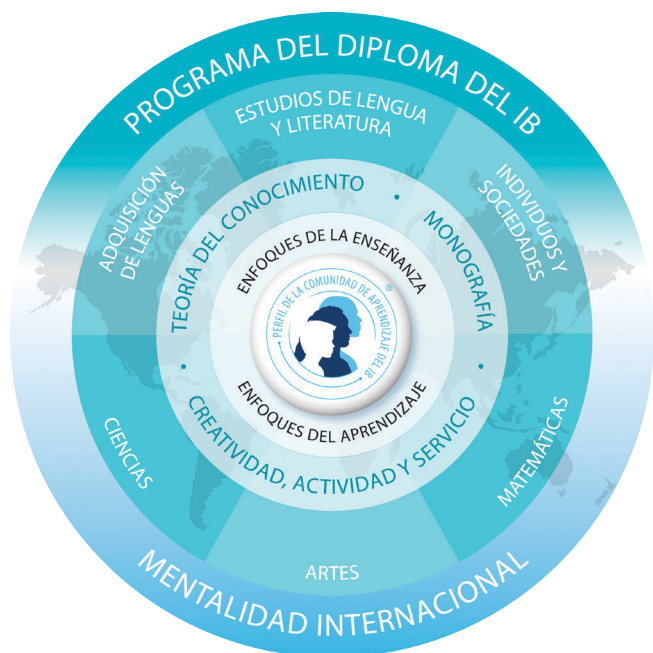 PROGRAMA DEL DIPLOMA DEL IB
ESTUDIOS DE LENGUA
Y LITERATURA
ADQUISICIÓN
DE LENGUAS
INDIVIDUOS Y
SOCIEDADES
TEORÍA DEL CONOCIMIENTO
•
MONOGRAFÍA
•
CREATIVIDAD, ACTIVIDAD Y SERVICIO
•
ENFOQUES DE LA ENSEÑANZA
• PERFIL DE LA COMUNIDAD DE APRENDIZAJE DEL IB ®
ENFOQUES DEL APRENDIZAJE
CIENCIAS
MATEMÁTICAS
ARTES
MENTALIDAD INTERNACIONAL